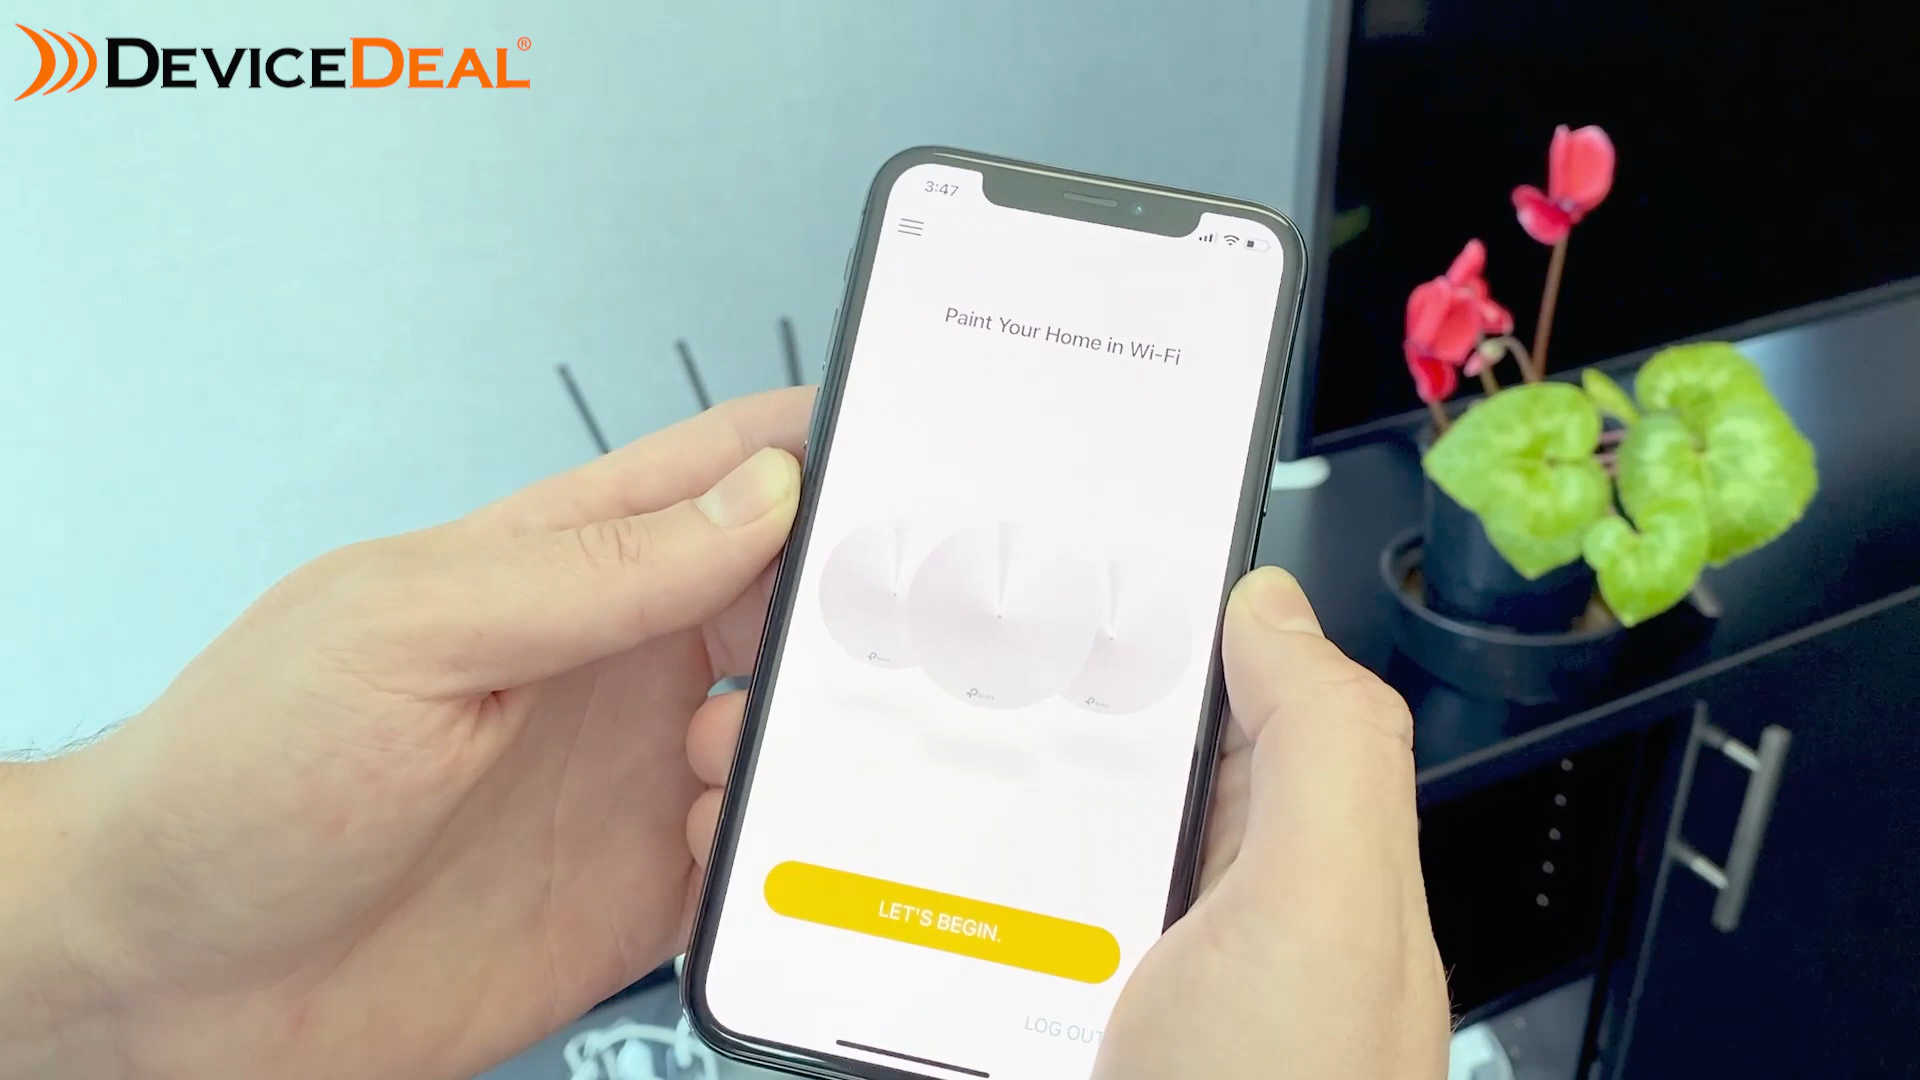 DEVICEDEAL®
3:47
Paint Your Home in Wi-Fi
LET'S BEGIN.
LOG OUT